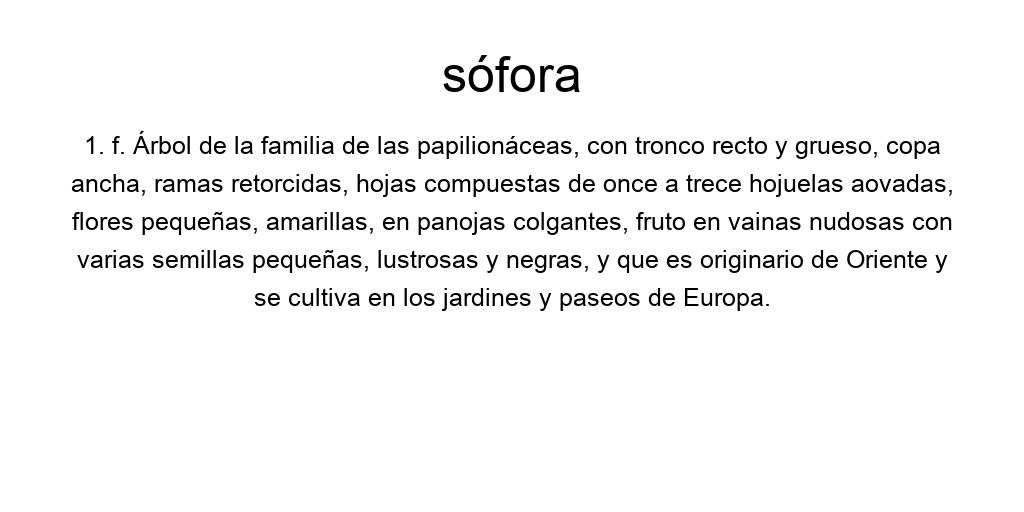 sófora
1. f. Árbol de la familia de las papilionáceas, con tronco recto y grueso, copa
ancha, ramas retorcidas, hojas compuestas de once a trece hojuelas aovadas,
flores pequeñas, amarillas, en panojas colgantes, fruto en vainas nudosas con
varias semillas pequeñas, lustrosas y negras, y que es originario de Oriente y
se cultiva en los jardines y paseos de Europa.